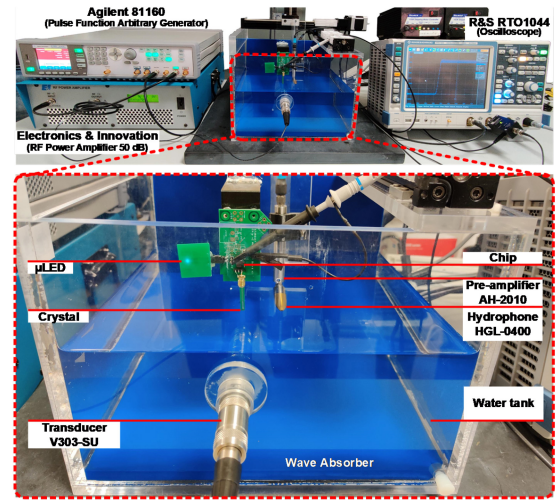 Agilent 81160
(Pulse Function Arbitrary Generator)
R&S RTO1044
(Oscilloscope)
Electronics & Innovation
(RF Power Amplifier 50 dB)
µLED
Chip
Pre-amplifier
AH-2010
Crystal
Hydrophone
HGL-0400
Water tank
Transducer
V303-SU
Wave Absorber